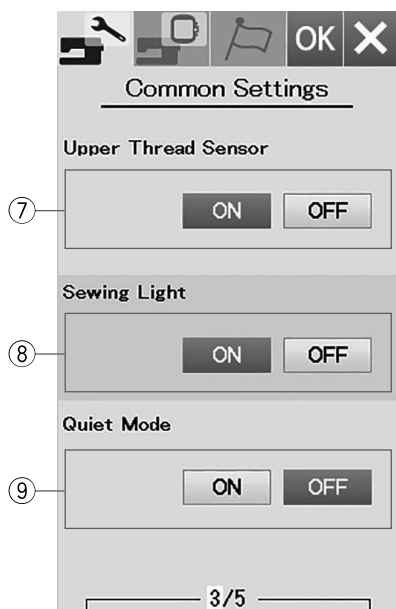 OK X
Common Settings
Upper Thread Sensor
⑦ ON OFF
Sewing Light
⑧ ON OFF
Quiet Mode
⑨ ON OFF
3/5